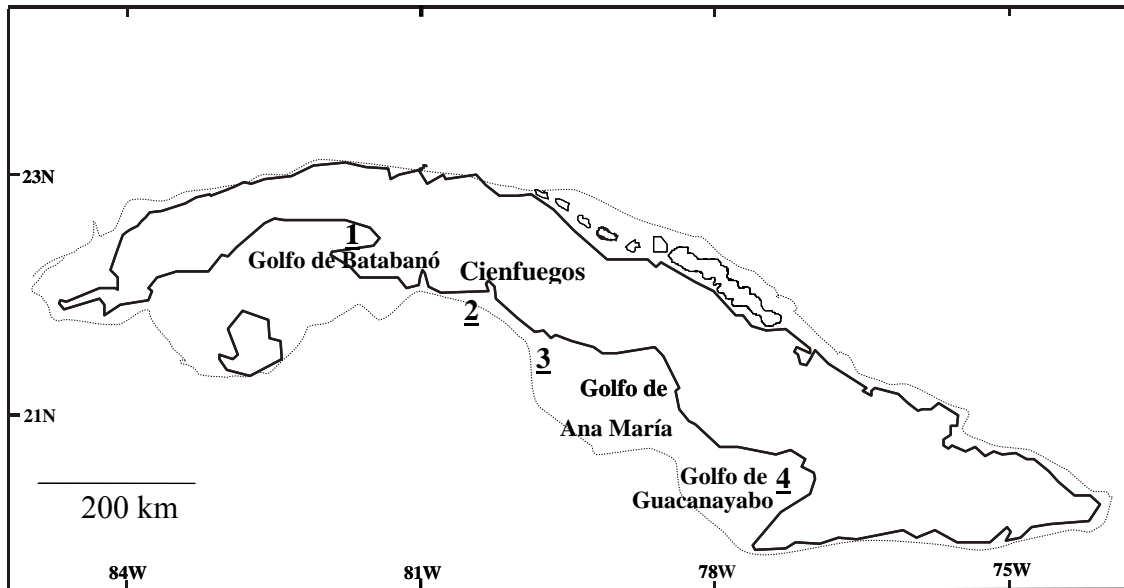 23N
1
Golfo de Batabanó
Cienfuegos
2
3
Golfo de
21N
Ana María
Golfo de 4
Guacanayabo
200 km
84W 81W 78W 75W